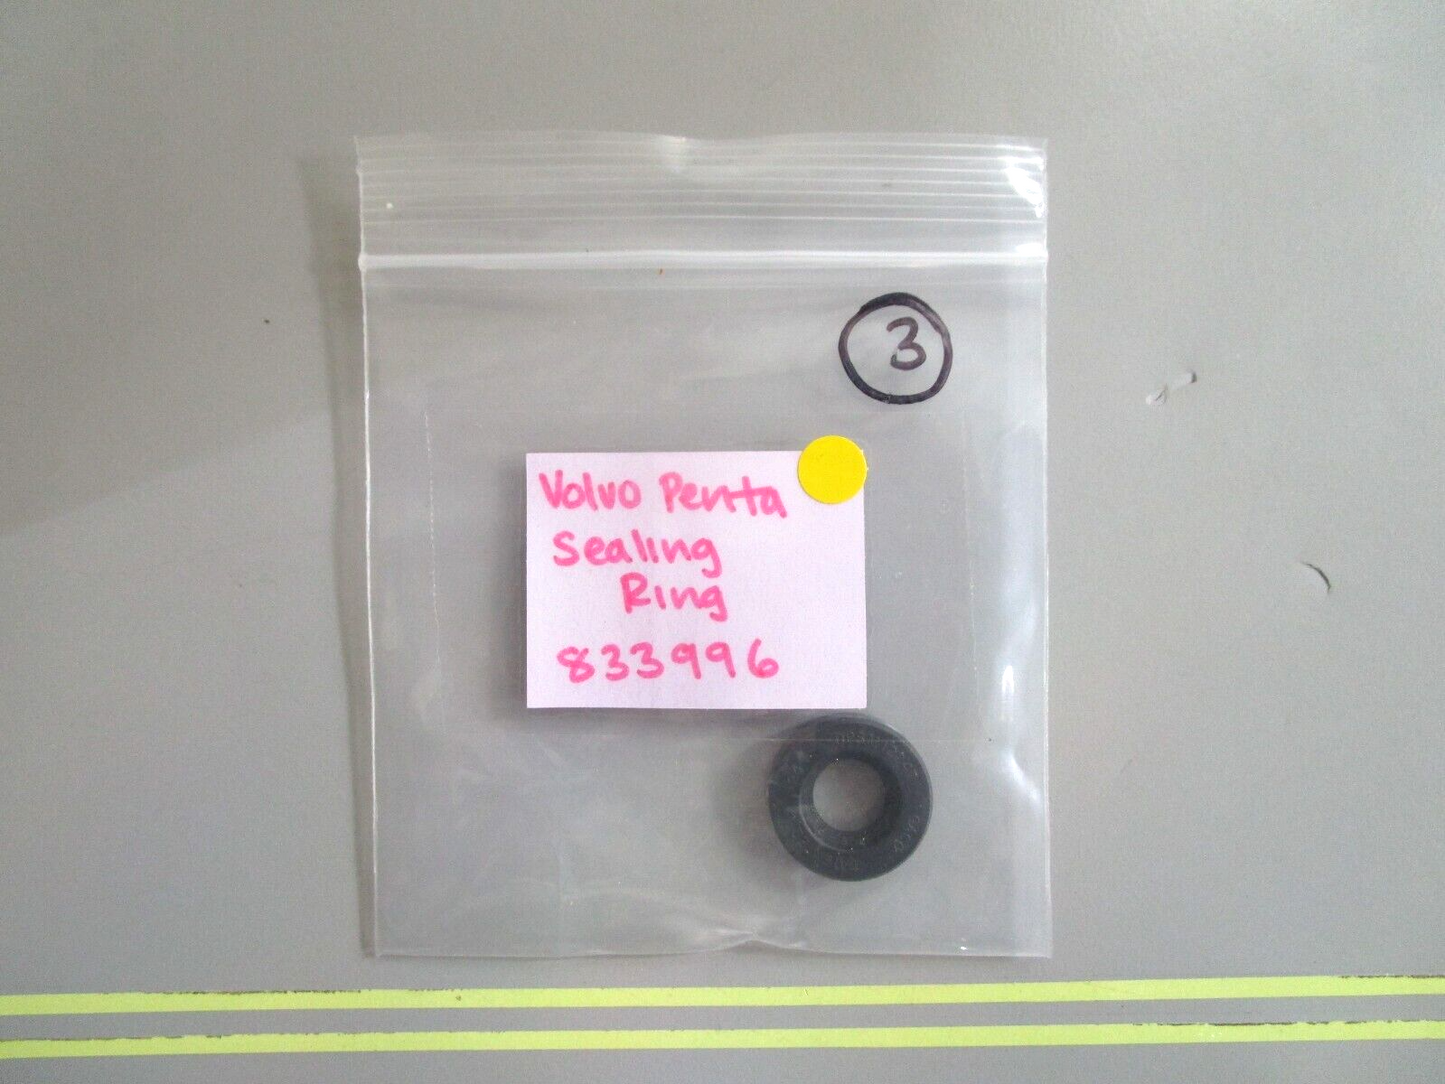 3
Volvo Penta
Sealing
Ring
833996